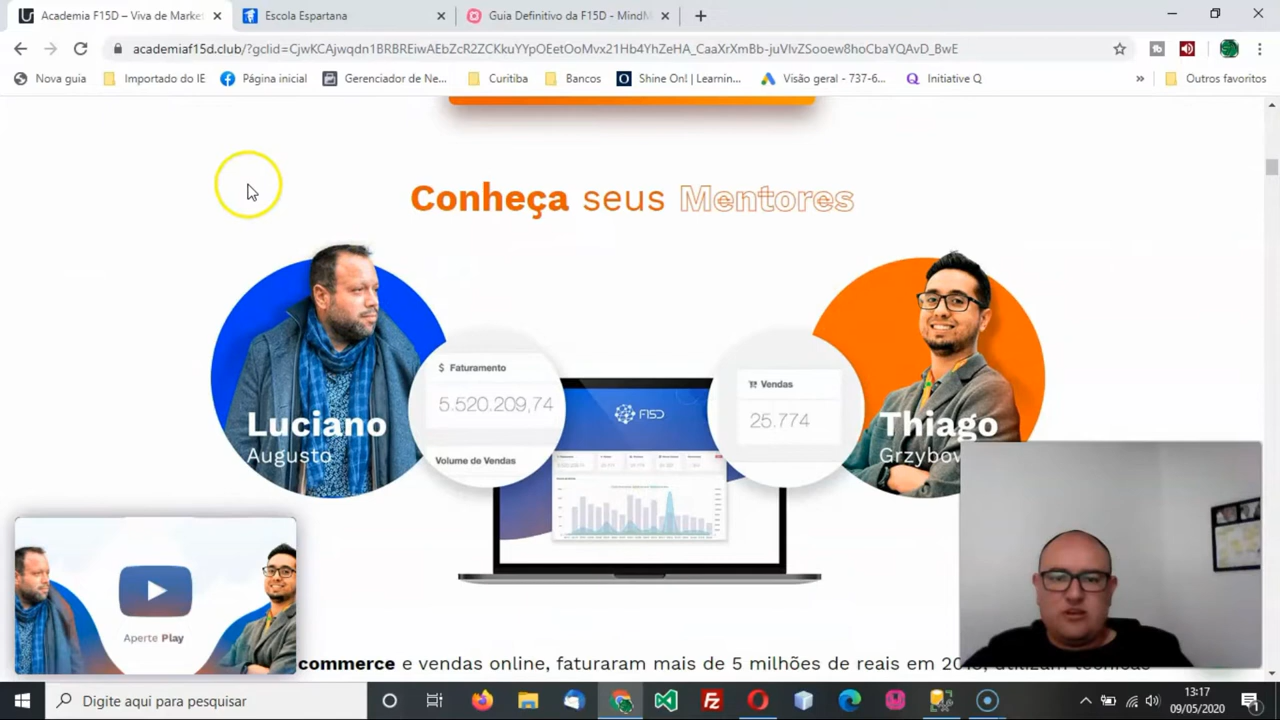 Academia F15D – Viva de Market
Escola Espartana
Guia Definitivo da F15D - MindM
academiaf15d.club/?gclid=CjwKCAjwqdn1BRBREiwAEbZcR2ZCKkuYYpOEetOoMvx21Hb4YhZeHA_CaaXrXmBb-juVlvZSooew8hoCbaYQAvD_BwE
Nova guia
Importado do IE
Página inicial
Gerenciador de Ne...
Curitiba
Bancos
Shine On! | Learnin...
Visão geral - 737-6...
Initiative Q
»
Outros favoritos
Conheça seus Mentores
$ Faturamento
5.520.209,74
Volume de Vendas
F15D
Vendas
25.774
Luciano
Augusto
Thiago
Grzybov
Aperte Play
commerce e vendas online, faturaram mais de 5 milhões de reais em
Digite aqui para pesquisar
13:17
09/05/2020